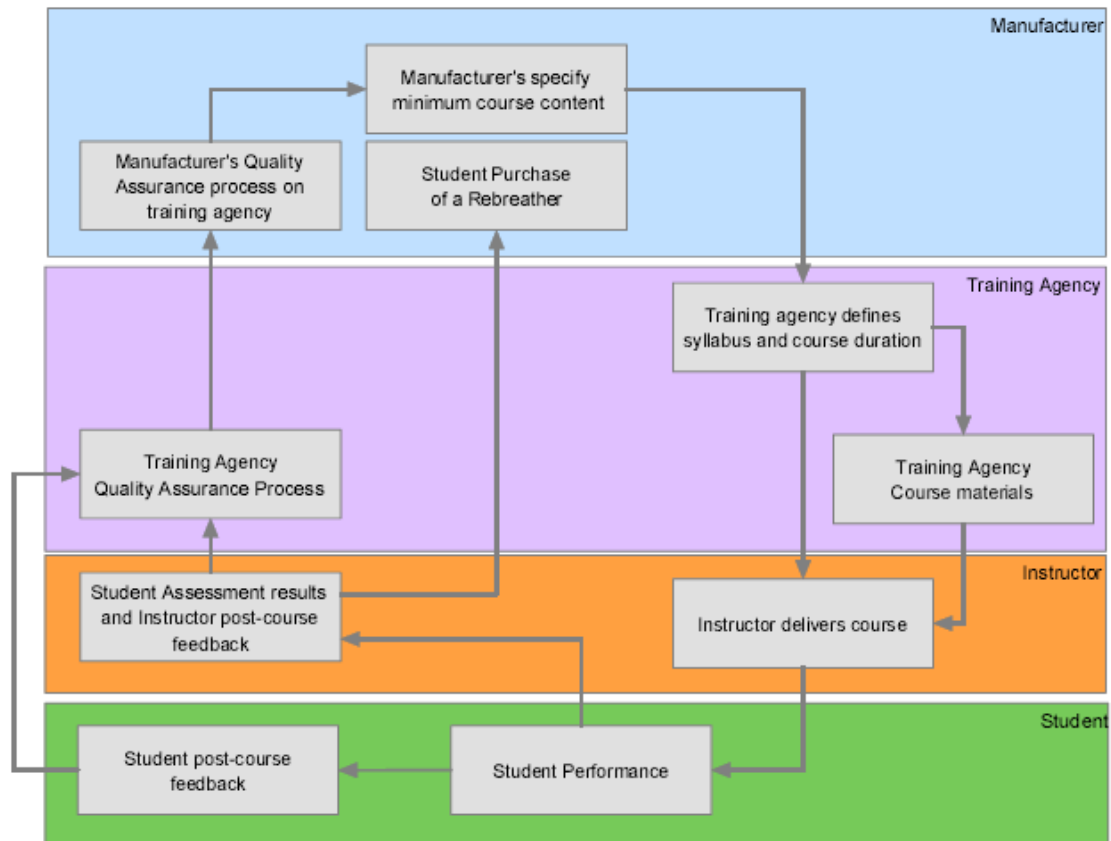 Manufacturer
Manufacturer's specify
minimum course content
Manufacturer's Quality
Assurance process on
training agency
Student Purchase
of a Rebreather
Training Agency
Training agency defines
syllabus and course duration
Training Agency
Quality Assurance Process
Training Agency
Course materials
Instructor
Student Assessment results
and Instructor post-course
feedback
Instructor delivers course
Student
Student post-course
feedback
Student Performance